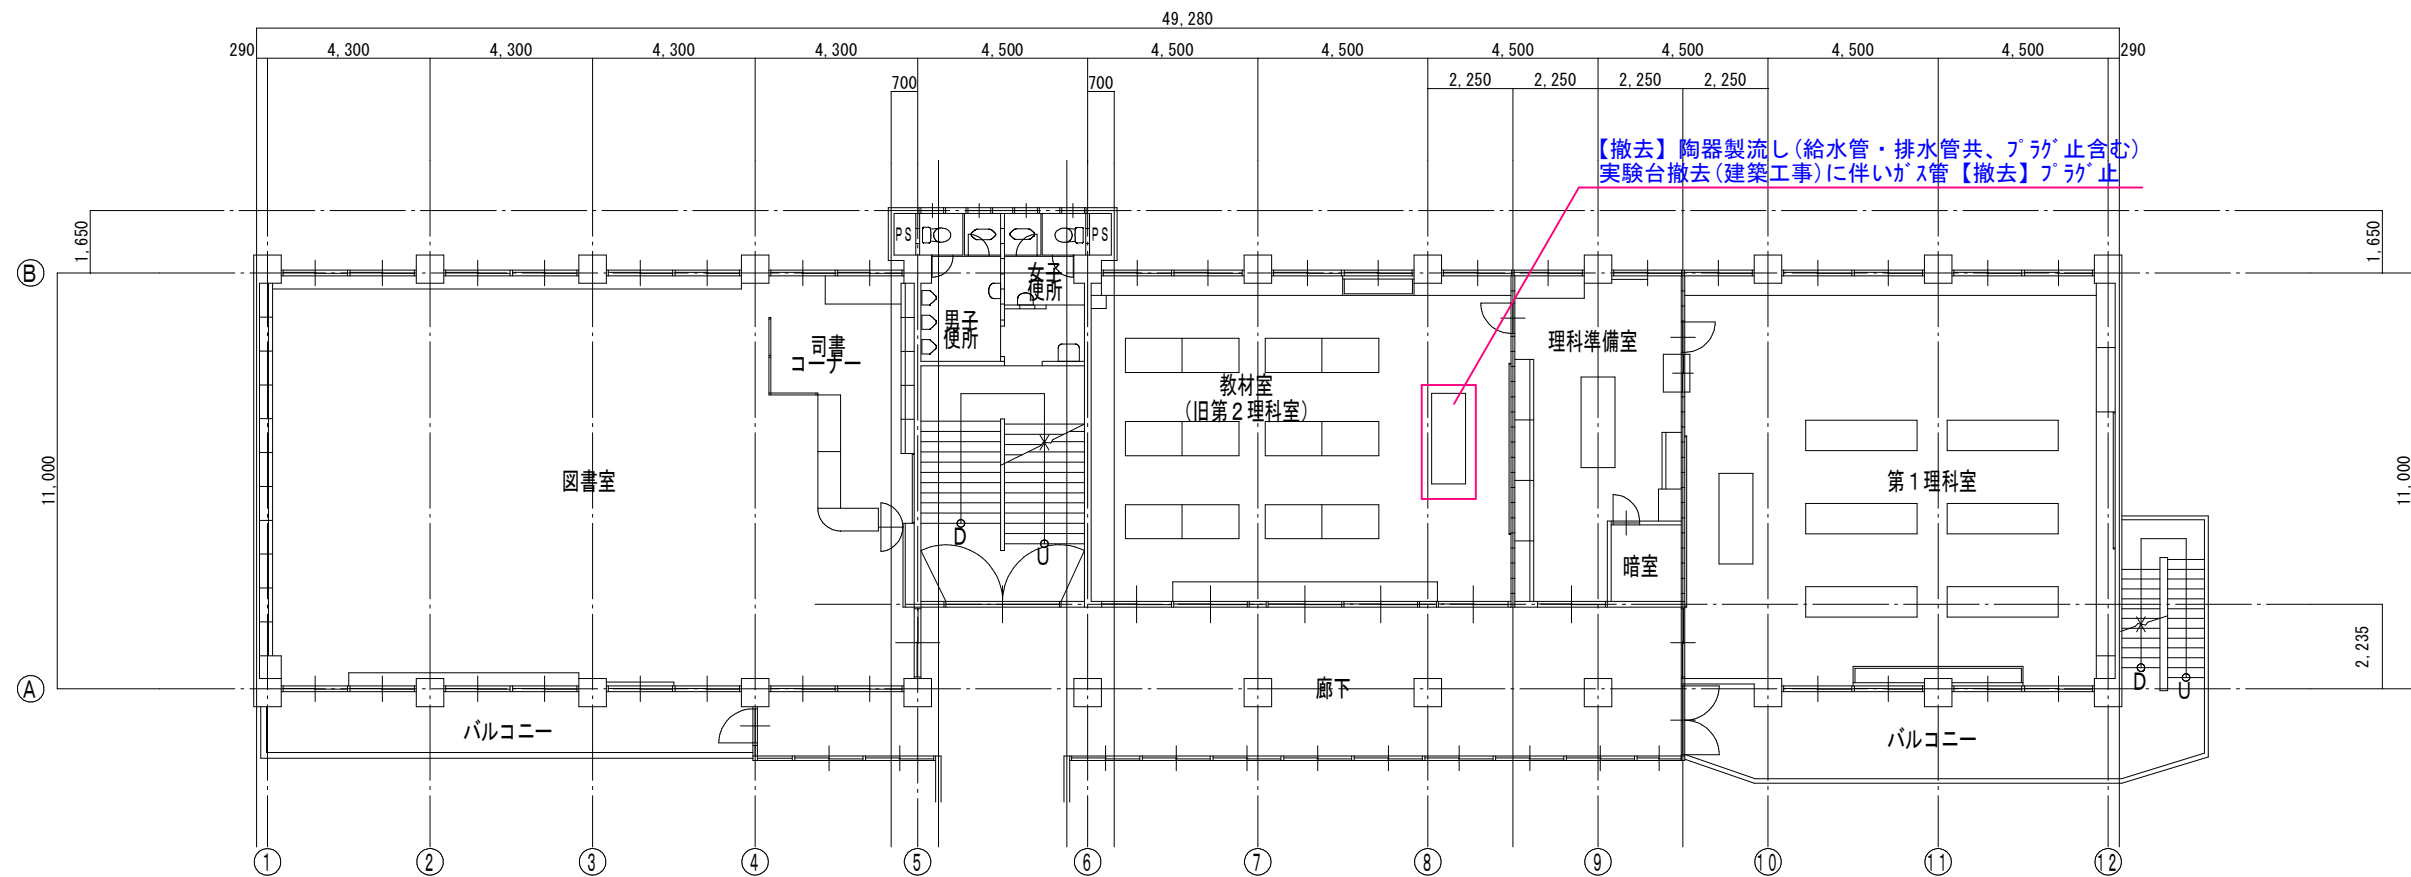 49,280
290 4,300 4,300 4,300 4,300 4,500 4,500 4,500 4,500 4,500 4,500 4,500 290
700 700 2,250 2,250 2,250 2,250
【撤去】陶器製流し(給水管・排水管共、プラグ止含む)
実験台撤去(建築工事)に伴いガス管【撤去】プラグ止
1,650
1,650
PS
PS
B
女子
便所
男子
便所
司書
コーナー
理科準備室
教材室
(旧第2理科室)
図書室
第1理科室
11,000
11,000
D
U
暗室
2,235
A
廊下
D
U
バルコニー
バルコニー
1 2 3 4 5 6 7 8 9 10 11 12